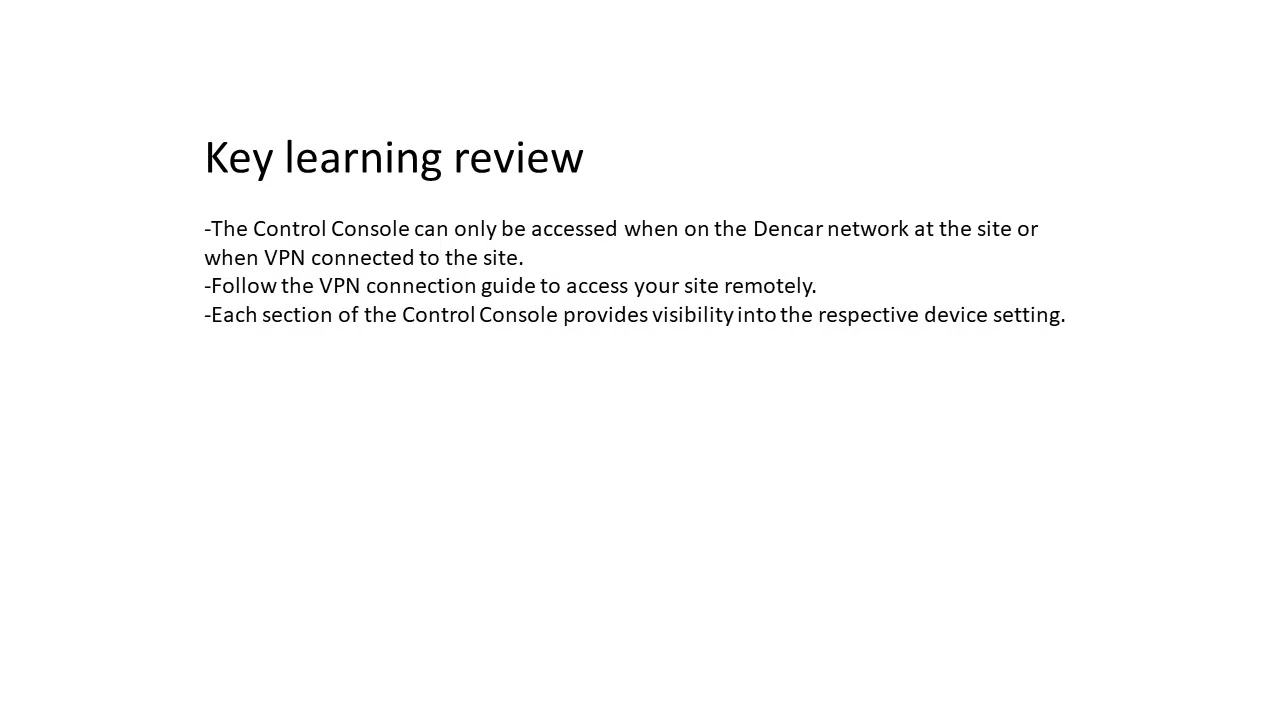 Key learning review
-The Control Console can only be accessed when on the Dencar network at the site or
when VPN connected to the site.
-Follow the VPN connection guide to access your site remotely.
-Each section of the Control Console provides visibility into the respective device setting.